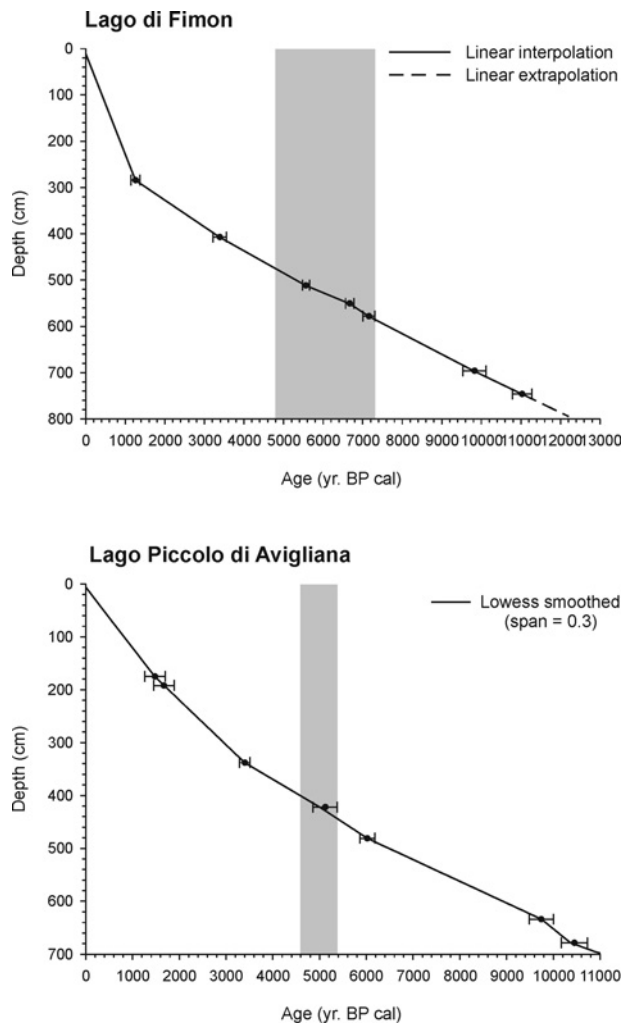 Lago di Fimon
Linear interpolation
Linear extrapolation
0
100
200
300
400
500
600
700
800
Depth (cm)
0 1000 2000 3000 4000 5000 6000 7000 8000 9000 10000 11000 12000 13000
Age (yr. BP cal)
Lago Piccolo di Avigliana
Lowess smoothed
(span = 0.3)
0
100
200
300
400
500
600
700
Depth (cm)
0 1000 2000 3000 4000 5000 6000 7000 8000 9000 10000 11000
Age (yr. BP cal)